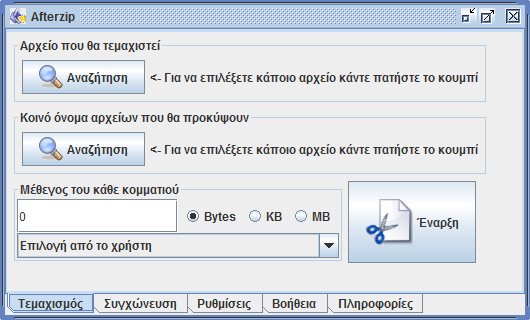 Afterzip
Αρχείο που θα τεμαχιστεί
Αναζήτηση <- Για να επιλέξετε κάποιο αρχείο κάντε πατήστε το κουμπί
Κοινό όνομα αρχείων που θα προκύψουν
Αναζήτηση <- Για να επιλέξετε κάποιο αρχείο κάντε πατήστε το κουμπί
Μέθεγος του κάθε κομματιού
0 Bytes KB MB
Επιλογή από το χρήστη
Έναρξη
Τεμαχισμός Συγχώνευση Ρυθμίσεις Βοήθεια Πληροφορίες